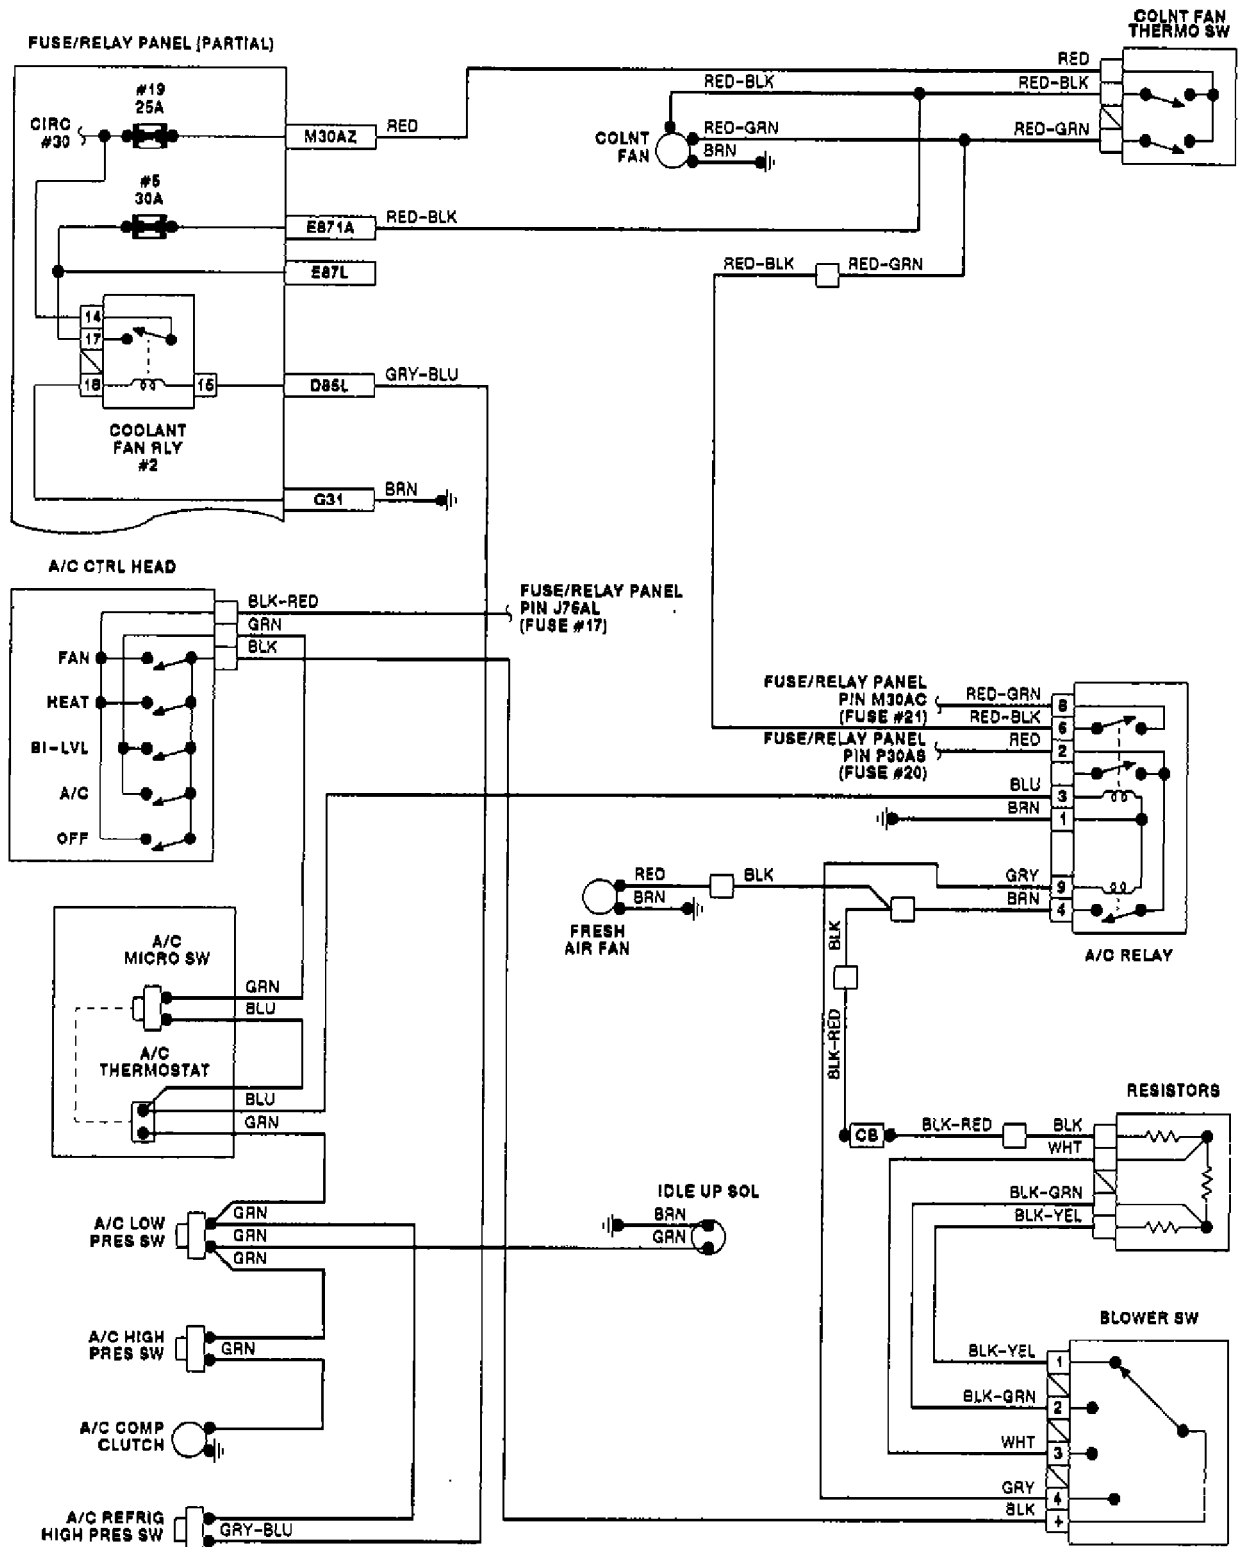 COLNT FAN
THERMO SW
FUSE/RELAY PANEL (PARTIAL)
RED
RED-BLK
RED-BLK
#19
25A
CIRC
#30
M30AZ
RED
COLNT
FAN
RED-GRN
RED-GRN
BRN
#5
30A
E871A
RED-BLK
E87L
RED-BLK
RED-GRN
14
17
18
15
D85L
GRY-BLU
COOLANT
FAN RLY
#2
G31
BRN
A/C CTRL HEAD
BLK-RED
GRN
BLK
FUSE/RELAY PANEL
PIN J76AL
(FUSE #17)
FAN
HEAT
BI-LVL
A/C
OFF
FUSE/RELAY PANEL
PIN M30AC
(FUSE #21)
RED-GRN
8
RED-BLK
6
FUSE/RELAY PANEL
PIN P30AS
(FUSE #20)
RED
2
BLU
3
BRN
1
GRY
9
BRN
4
A/C RELAY
RED
BLK
BRN
FRESH
AIR FAN
BLK
BLK-RED
A/C
MICRO SW
GRN
BLU
A/C
THERMOSTAT
BLU
GRN
RESISTORS
CB
BLK-RED
BLK
WHT
BLK-GRN
BLK-YEL
IDLE UP SOL
BRN
GRN
A/C LOW
PRES SW
GRN
GRN
GRN
A/C HIGH
PRES SW
GRN
A/C COMP
CLUTCH
A/C REFRIG
HIGH PRES SW
GRY-BLU
BLOWER SW
BLK-YEL
1
BLK-GRN
2
WHT
3
GRY
4
BLK
+